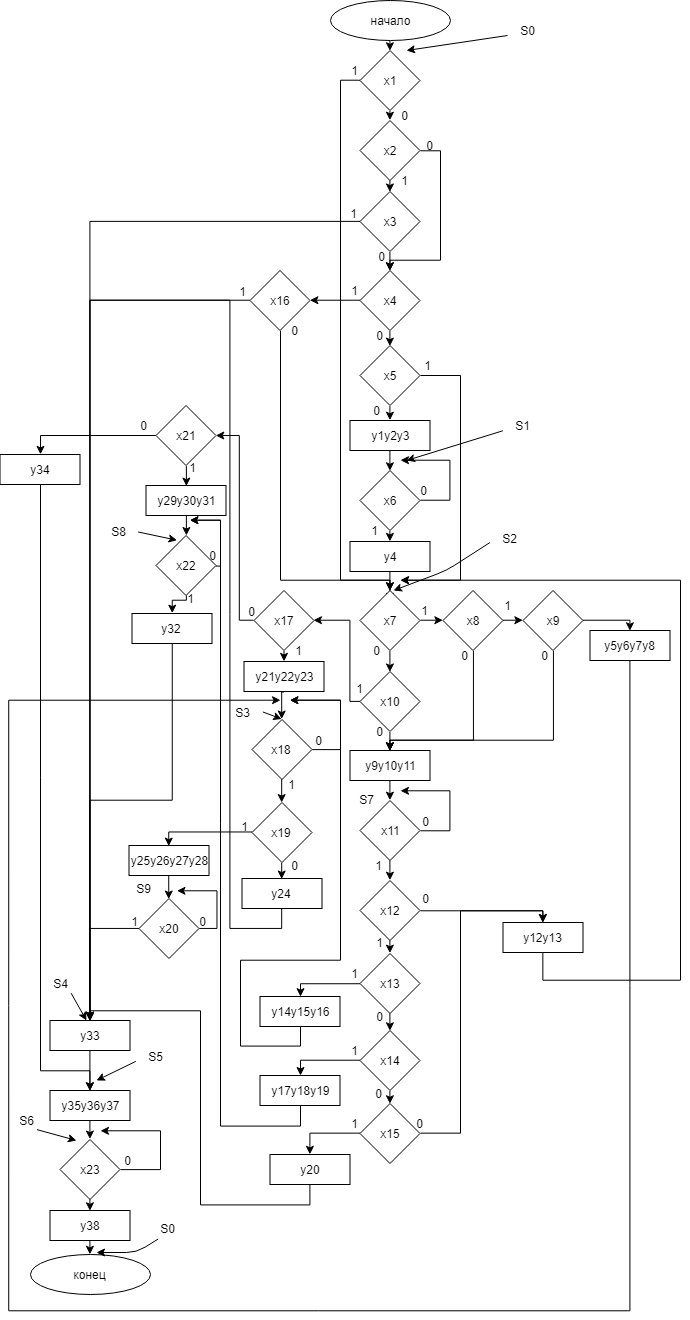 начало
S0
x1
1
0
x2
0
1
x3
1
0
x16
1
0
x4
1
0
x5
1
0
y1y2y3
S1
x21
0
1
y34
y29y30y31
x6
0
1
S8
x22
0
1
y4
S2
y32
x17
0
1
x7
1
0
x8
1
0
x9
0
y5y6y7y8
y21y22y23
x10
1
0
S3
x18
0
1
y9y10y11
S7
x11
0
1
x19
1
0
y25y26y27y28
S9
x20
1
0
y24
x12
0
1
y12y13
x13
1
0
S4
y14y15y16
y33
x14
1
0
S5
y17y18y19
y35y36y37
S6
x15
1
0
x23
0
y20
y38
S0
конец